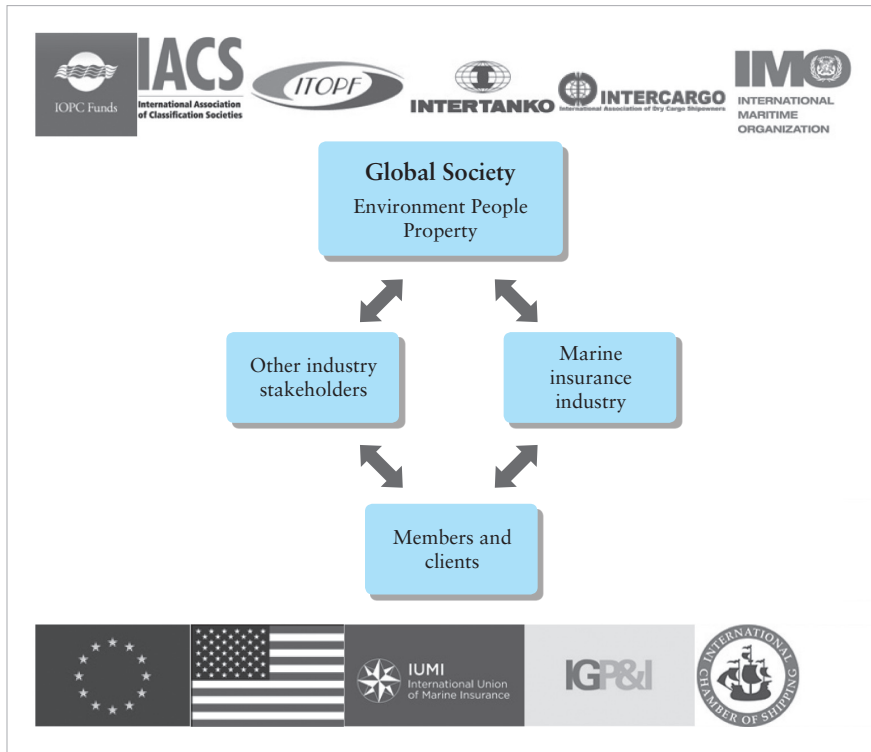 IOPC Funds
IACS
International Association
of Classification Societies
ITOPF
INTERTANKO
INTERCARGO
International Association of Dry Cargo Shipowners
IMO
INTERNATIONAL
MARITIME
ORGANIZATION
Global Society
Environment People
Property
Other industry
stakeholders
Marine
insurance
industry
Members and
clients
IUMI
International Union
of Marine Insurance
IGP&I
INTERNATIONAL
CHAMBER OF SHIPPING